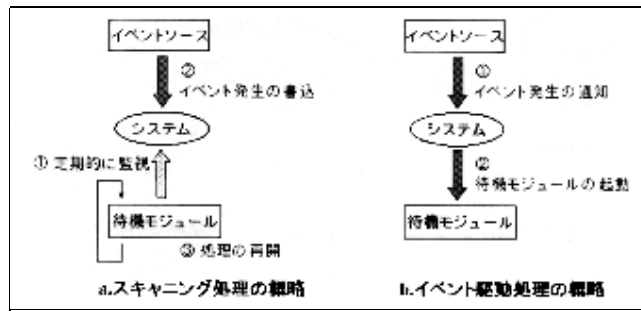 イベントソース
②
イベント発生の書込
システム
① 定期的に監視
待機モジュール
③ 処理の再開
a.スキャニング処理の概略
イベントソース
①
イベント発生の通知
システム
②
待機モジュールの起動
待機モジュール
b.イベント駆動処理の概略